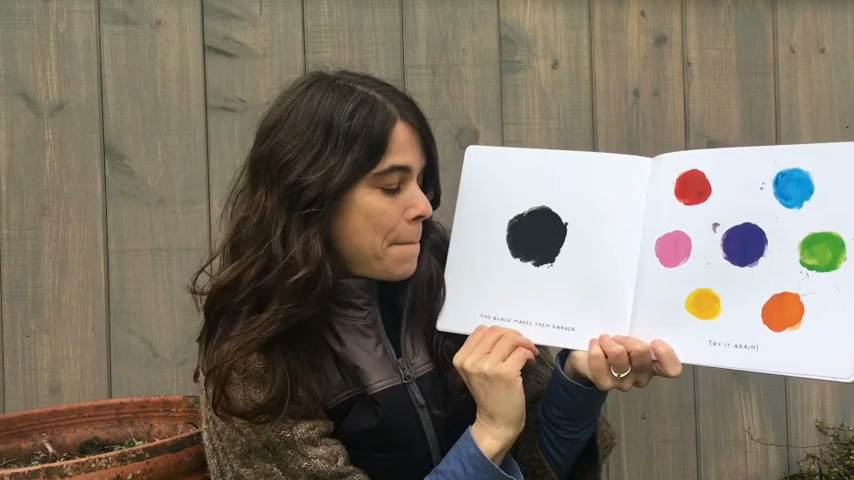 AND BLACK MAKES THEM DARKER.
TRY IT AGAIN!